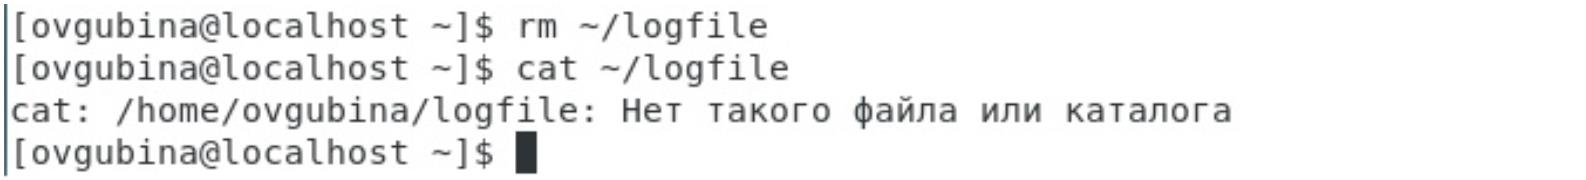 [ovgubina@localhost ~]$ rm ~/logfile
[ovgubina@localhost ~]$ cat ~/logfile
cat: /home/ovgubina/logfile: Нет такого файла или каталога
[ovgubina@localhost ~]$